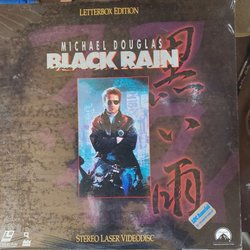 LETTERBOX EDITION
MICHAEL DOUGLAS
BLACK RAIN
黒い雨
STEREO LASER VIDEODISC